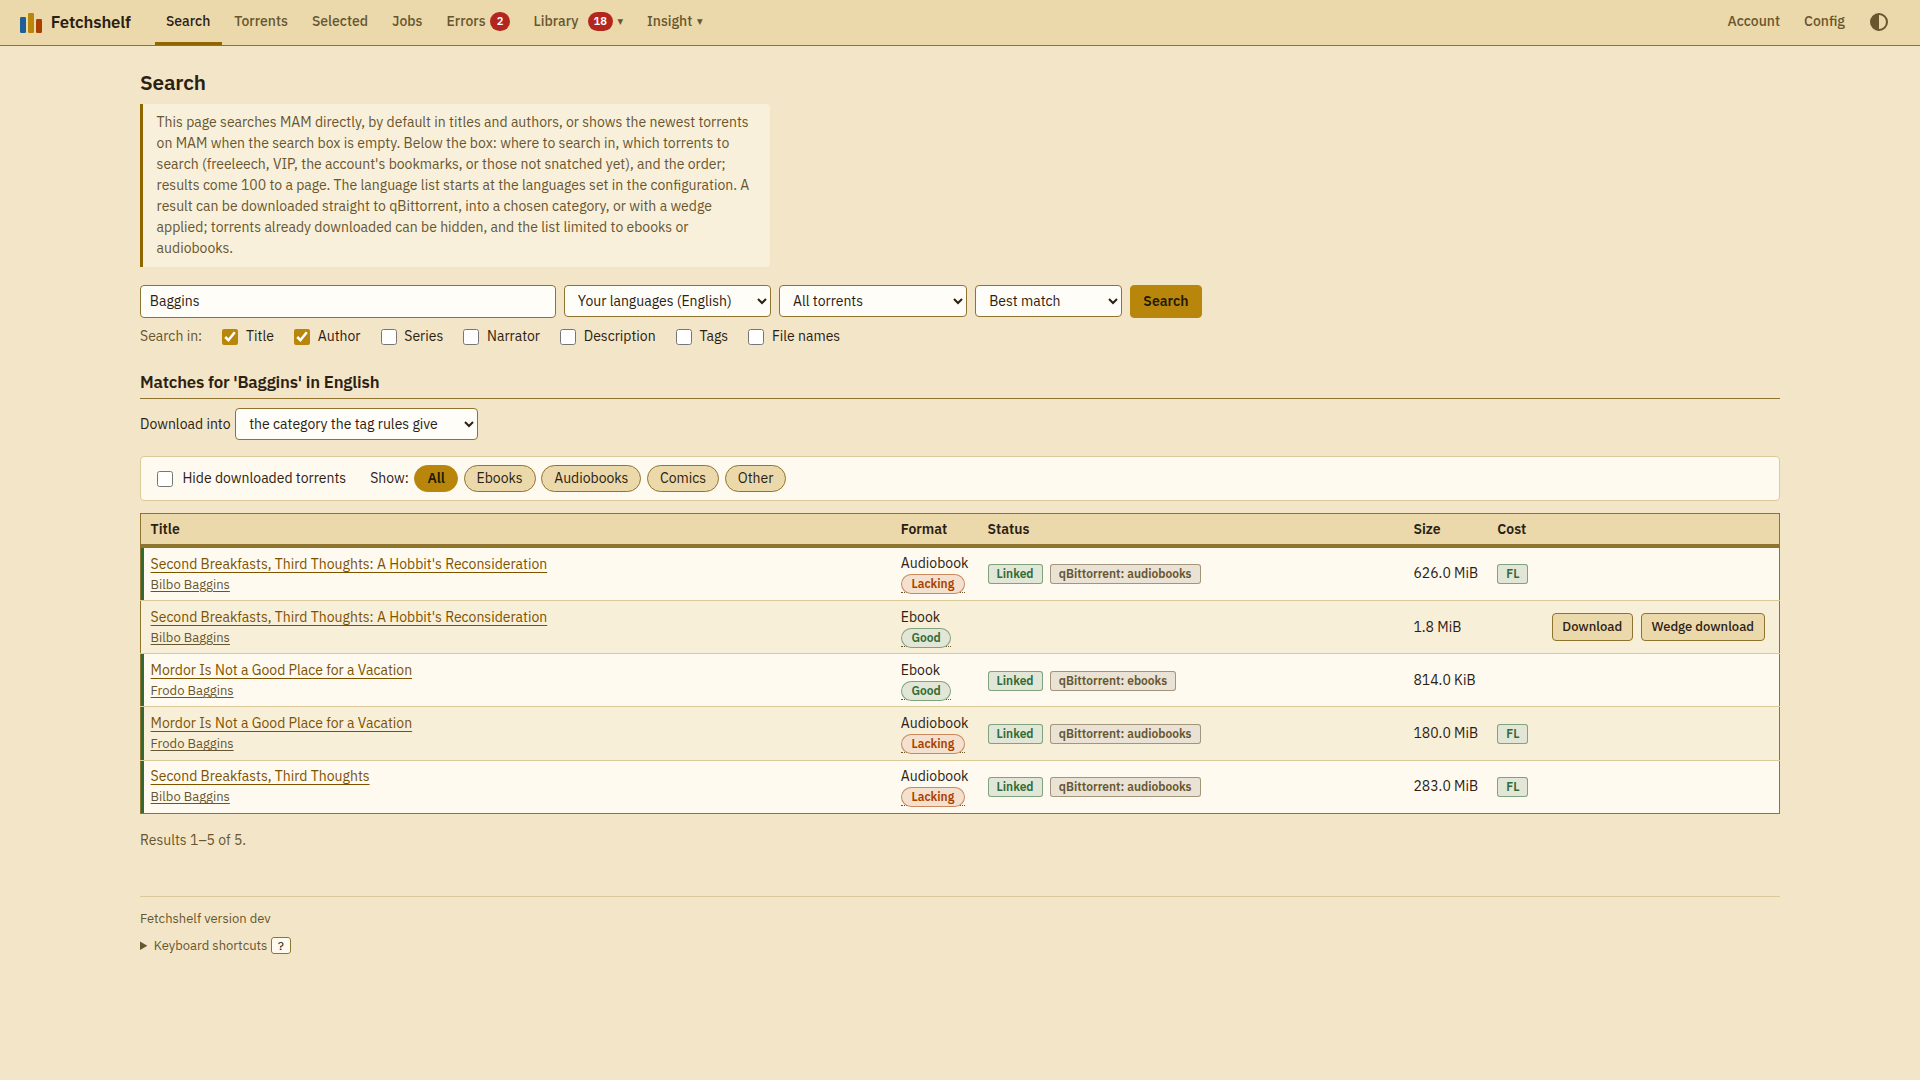 Fetchshelf Search Torrents Selected Jobs Errors 2 Library 18 ▾ Insight ▾ Account Config
Search
This page searches MAM directly, by default in titles and authors, or shows the newest torrents
on MAM when the search box is empty. Below the box: where to search in, which torrents to
search (freeleech, VIP, the account's bookmarks, or those not snatched yet), and the order;
results come 100 to a page. The language list starts at the languages set in the configuration. A
result can be downloaded straight to qBittorrent, into a chosen category, or with a wedge
applied; torrents already downloaded can be hidden, and the list limited to ebooks or
audiobooks.
Baggins Your languages (English) All torrents Best match Search
Search in: Title Author Series Narrator Description Tags File names
Matches for 'Baggins' in English
Download into the category the tag rules give
Hide downloaded torrents Show: All Ebooks Audiobooks Comics Other
Title Format Status Size Cost
Second Breakfasts, Third Thoughts: A Hobbit's Reconsideration Audiobook Linked qBittorrent: audiobooks 626.0 MiB FL
Bilbo Baggins Lacking
Second Breakfasts, Third Thoughts: A Hobbit's Reconsideration Ebook 1.8 MiB Download Wedge download
Bilbo Baggins Good
Mordor Is Not a Good Place for a Vacation Ebook Linked qBittorrent: ebooks 814.0 KiB
Frodo Baggins Good
Mordor Is Not a Good Place for a Vacation Audiobook Linked qBittorrent: audiobooks 180.0 MiB FL
Frodo Baggins Lacking
Second Breakfasts, Third Thoughts Audiobook Linked qBittorrent: audiobooks 283.0 MiB FL
Bilbo Baggins Lacking
Results 1–5 of 5.
Fetchshelf version dev
Keyboard shortcuts ?